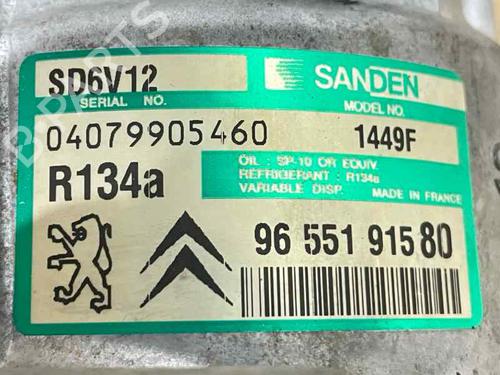 SD6V12
SANDEN
SERIAL NO.
MODEL NO.
04079905460
1449F
R134a
OIL : SP-10 OR EQUIV.
REFRIGERANT : R134a
VARIABLE DISP. MADE IN FRANCE
96 551 915 80
B-PARTS